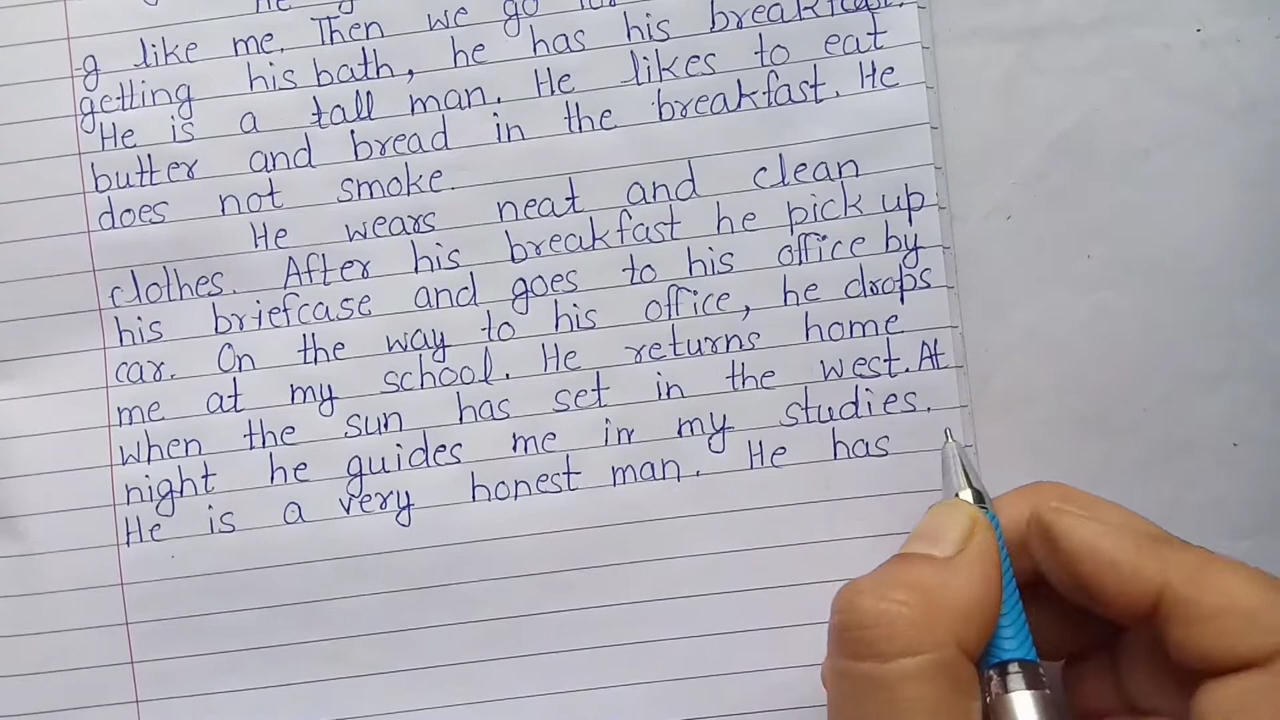 He
g like me. Then we go for
getting his bath, he has his breakfast.
He is a tall man. He likes to eat
butter and bread in the breakfast. He
does not smoke.
He wears neat and clean
clothes. After his breakfast he pick up
his briefcase and goes to his office by
car. On the way to his office, he drops
me at my school. He returns home
when the sun has set in the west. At
night he guides me in my studies.
He is a very honest man. He has